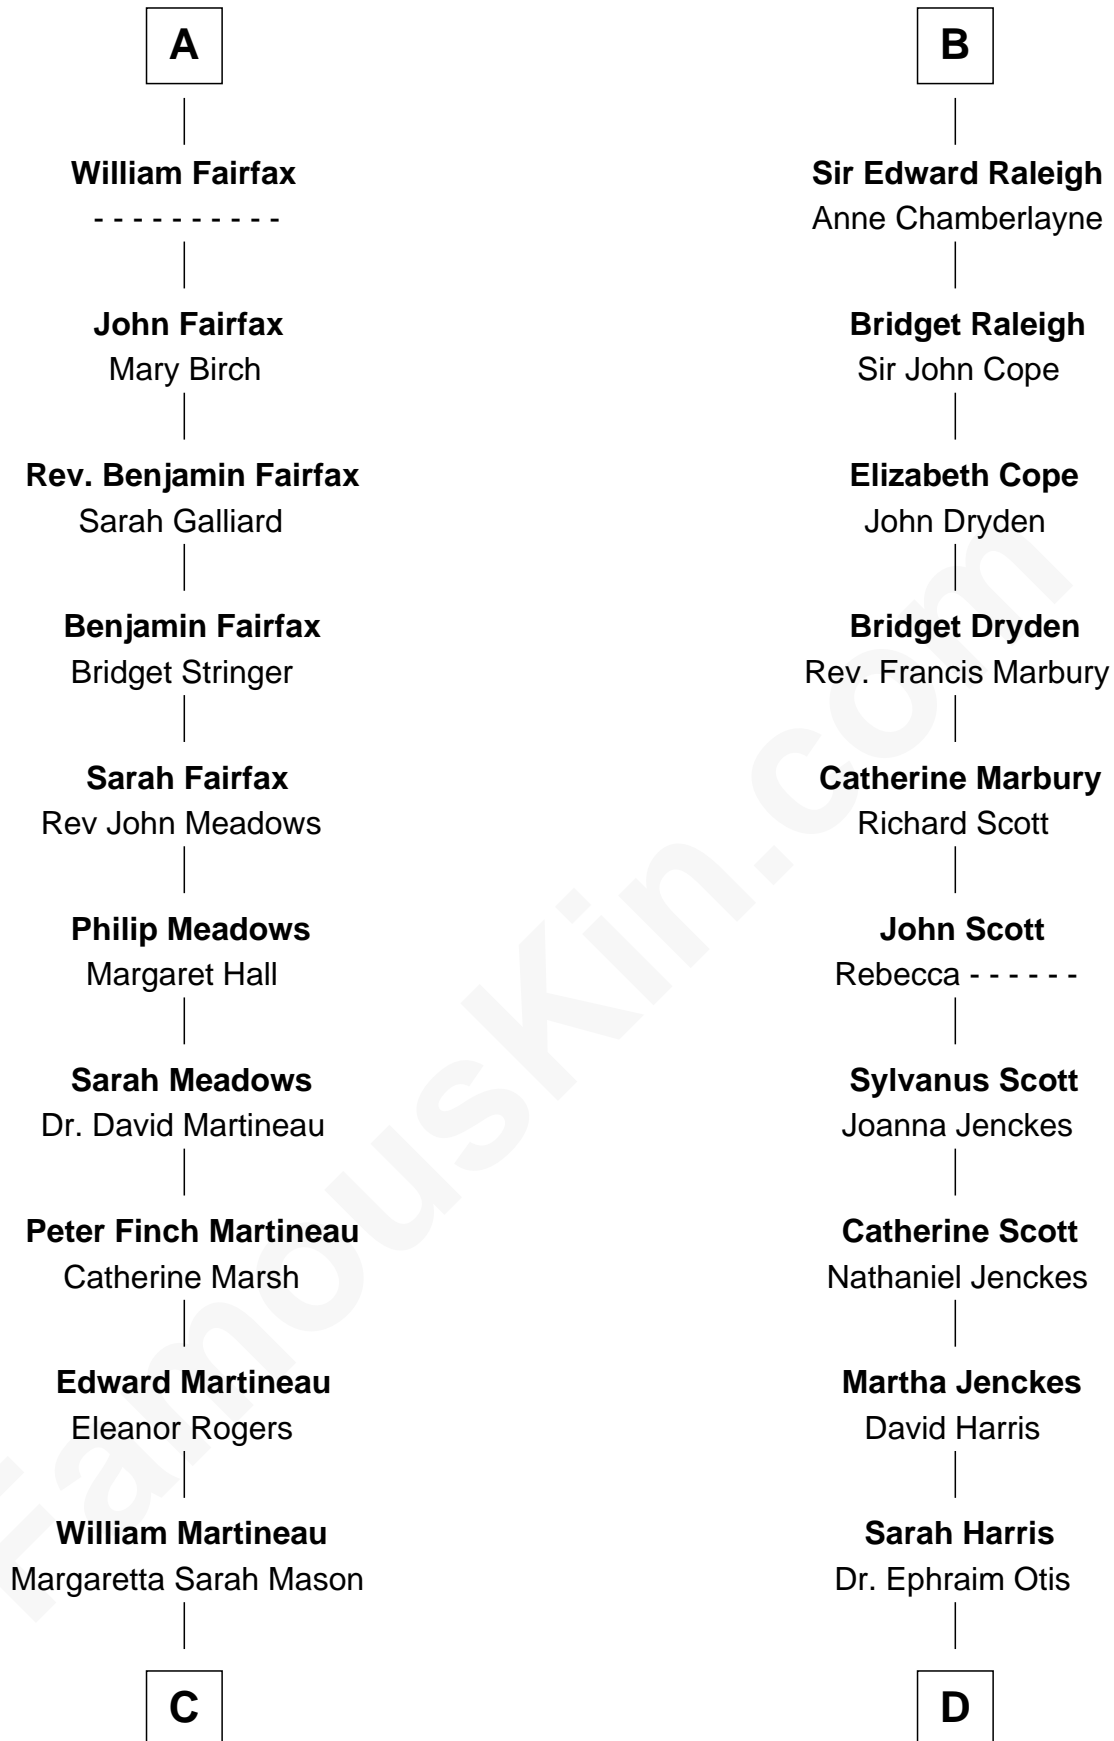 A
William Fairfax
- - - - - - - - - -
John Fairfax
Mary Birch
Rev. Benjamin Fairfax
Sarah Galliard
Benjamin Fairfax
Bridget Stringer
Sarah Fairfax
Rev John Meadows
Philip Meadows
Margaret Hall
Sarah Meadows
Dr. David Martineau
Peter Finch Martineau
Catherine Marsh
Edward Martineau
Eleanor Rogers
William Martineau
Margaretta Sarah Mason
C
B
Sir Edward Raleigh
Anne Chamberlayne
Bridget Raleigh
Sir John Cope
Elizabeth Cope
John Dryden
Bridget Dryden
Rev. Francis Marbury
Catherine Marbury
Richard Scott
John Scott
Rebecca - - - - - -
Sylvanus Scott
Joanna Jenckes
Catherine Scott
Nathaniel Jenckes
Martha Jenckes
David Harris
Sarah Harris
Dr. Ephraim Otis
D
FamousKin.com